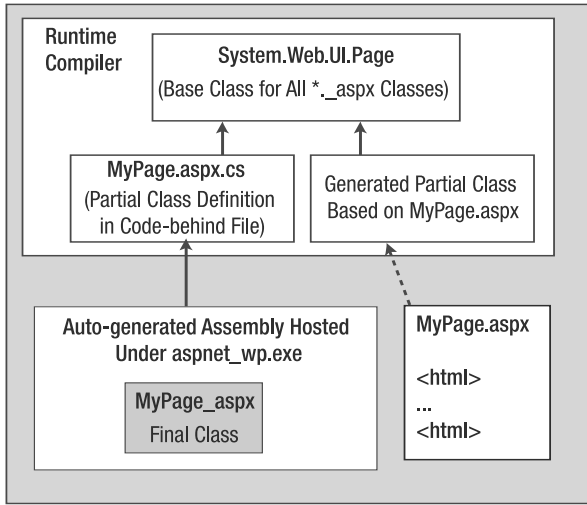 Runtime
Compiler
System.Web.UI.Page
(Base Class for All *._aspx Classes)
MyPage.aspx.cs
(Partial Class Definition
in Code-behind File)
Generated Partial Class
Based on MyPage.aspx
Auto-generated Assembly Hosted
Under aspnet_wp.exe
MyPage_aspx
Final Class
MyPage.aspx
<html>
...
<html>